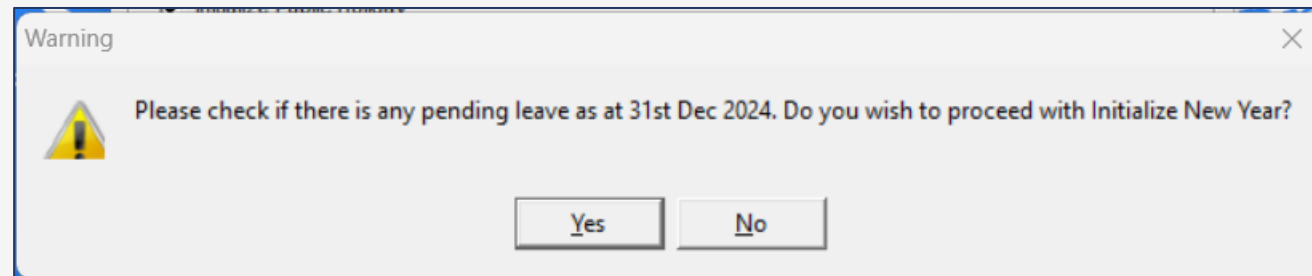 Warning
Please check if there is any pending leave as at 31st Dec 2024. Do you wish to proceed with Initialize New Year?
Yes
No